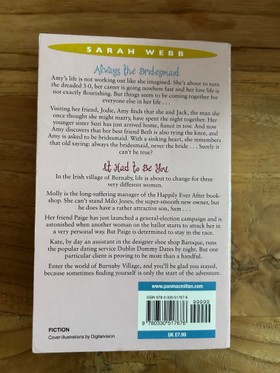 SARAH WEBB
Always the Bridesmaid
Amy's life is not working out like she imagined. She's about to turn
the dreaded 3-0, her career is going nowhere fast and her love life is
not exactly flourishing. But things seem to be coming together for
everyone else in her life . . .
Visiting her friend, Jodie, Amy finds that she and Jack, the man she
once thought she might marry, have spent the night together. Her
younger sister Suzi has just arrived home, fiancé in tow. And now
Amy discovers that her best friend Beth is also tying the knot, and
Amy is asked to be bridesmaid. With a sinking heart, she remembers
that old saying: always the bridesmaid, never the bride . . . Surely it
can't be true?
It Had to Be You
In the Irish village of Burnaby, life is about to change for three
very different women.
Molly is the long-suffering manager of the Happily Ever After book-
shop. She can't stand Milo Jones, the super-smooth new owner, but
he does have a rather attractive son, Sam . . .
Her friend Paige has just launched a general-election campaign and is
astonished when another woman on the ballot starts to attack her in
a very personal way. But Paige is determined to stay in the race.
Kate, by day an assistant in the designer shoe shop Baroque, runs
the popular dating service Dublin Dummy Dates by night. But one
particular client is proving to be more than a handful.
Enter the world of Burnaby Village, and you'll be glad you stayed,
because sometimes finding yourself is only the start of the adventure.
www.panmacmillan.com
ISBN 978-0-330-51767-6
99999
9 780330 517676
FICTION
Cover illustrations by Digitalvision
UK £7.99